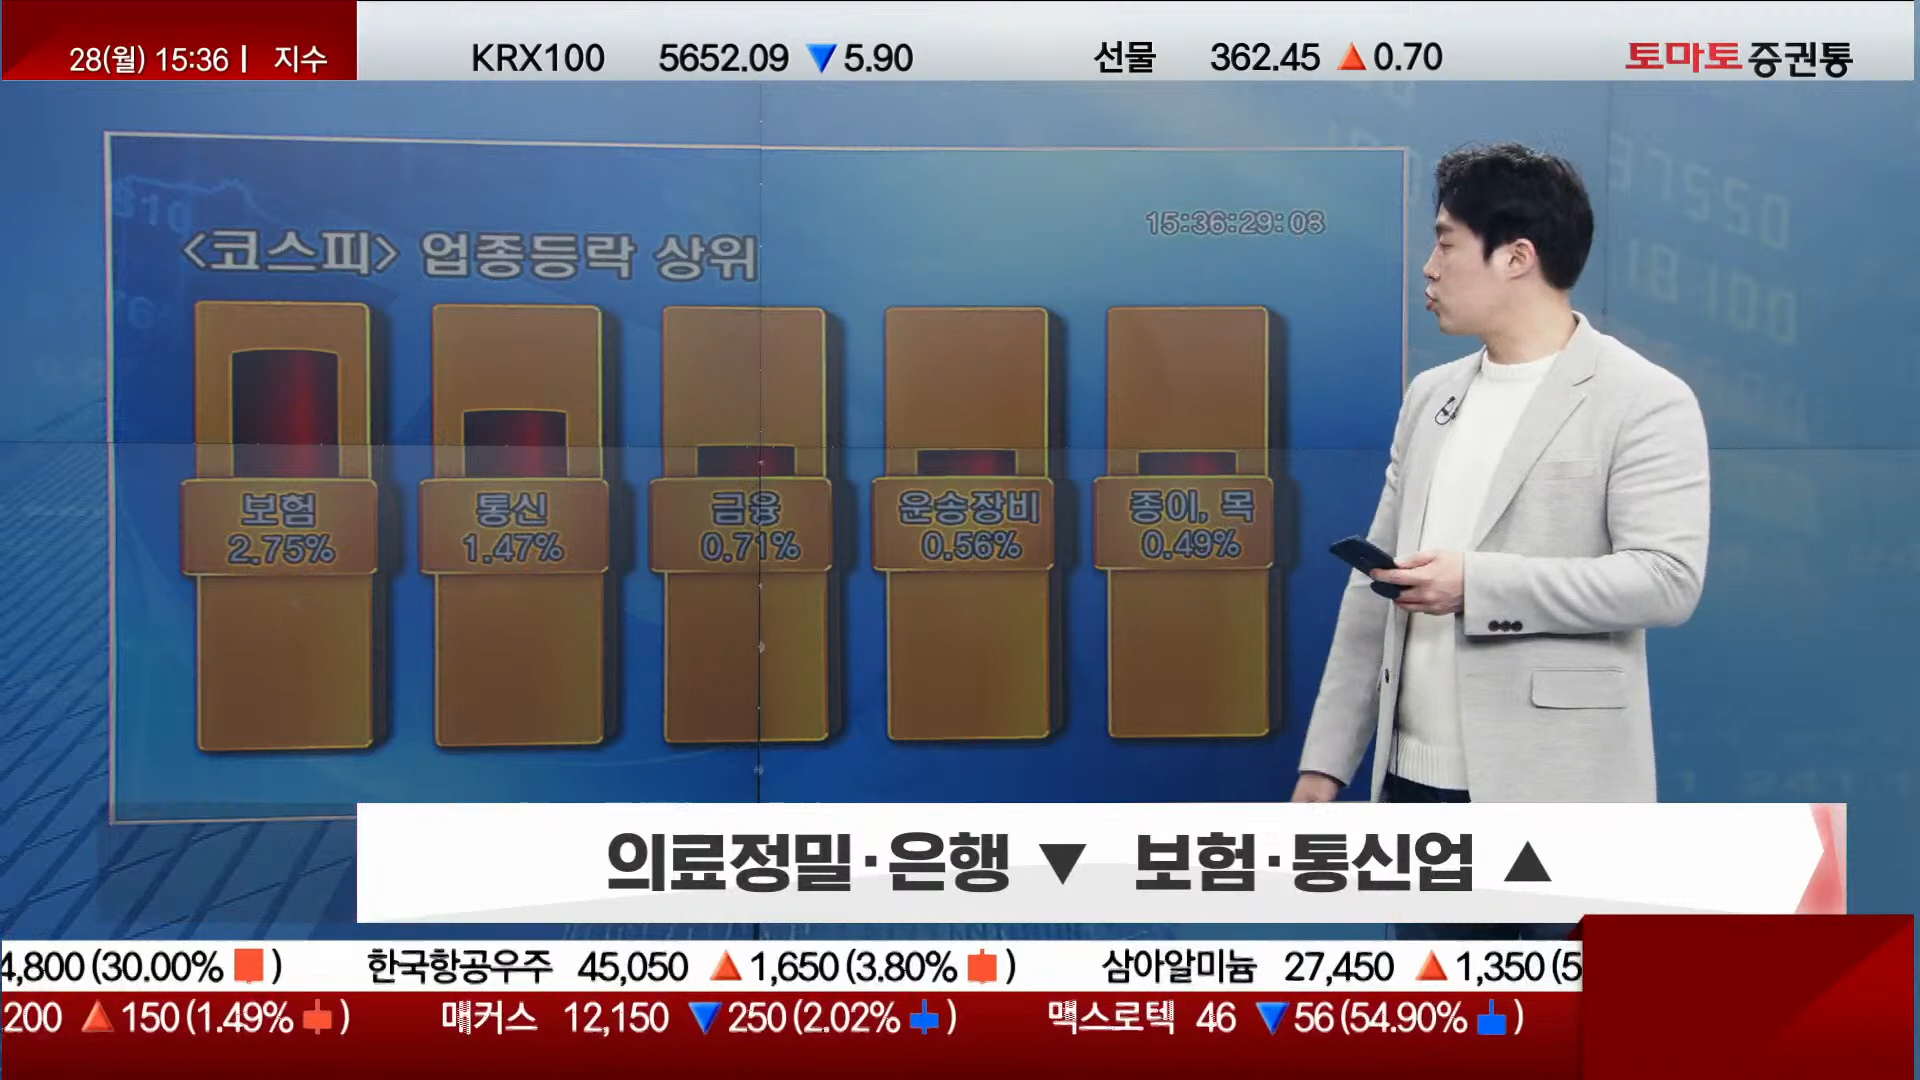 28(월) 15:36 | 지수 KRX100 5652.09 ▼5.90 선물 362.45 ▲0.70 토마토증권통
15:36:29:03
<코스피> 업종등락 상위
보험 통신 금융 운송장비 종이, 목
2.75% 1.47% 0.71% 0.56% 0.49%
의료정밀·은행 ▼ 보험·통신업 ▲
4,800(30.00% ) 한국항공우주 45,050 ▲1,650(3.80% ) 삼아알미늄 27,450 ▲1,350(5
200 ▲150(1.49% ) 매커스 12,150 ▼250(2.02% ) 맥스로텍 46 ▼56(54.90% )